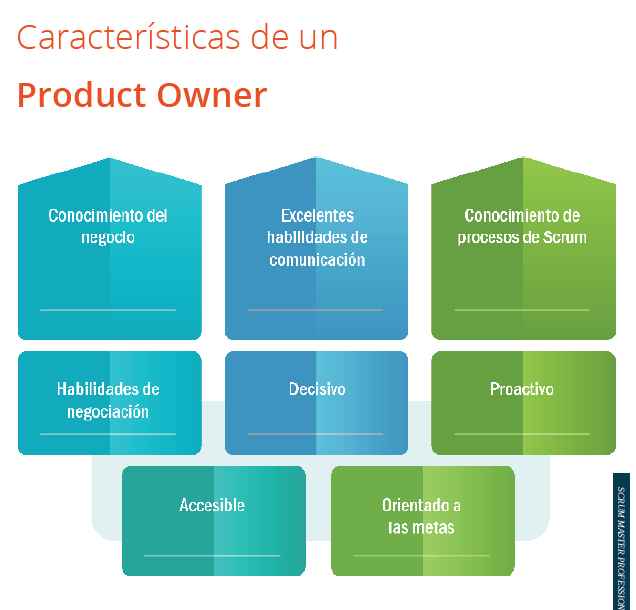 Características de un
Product Owner
Conocimiento del
negocio
Excelentes
habilidades de
comunicación
Conocimiento de
procesos de Scrum
Habilidades de
negociación
Decisivo
Proactivo
Accesible
Orientado a
las metas
SCRUM MASTER PROFESSION